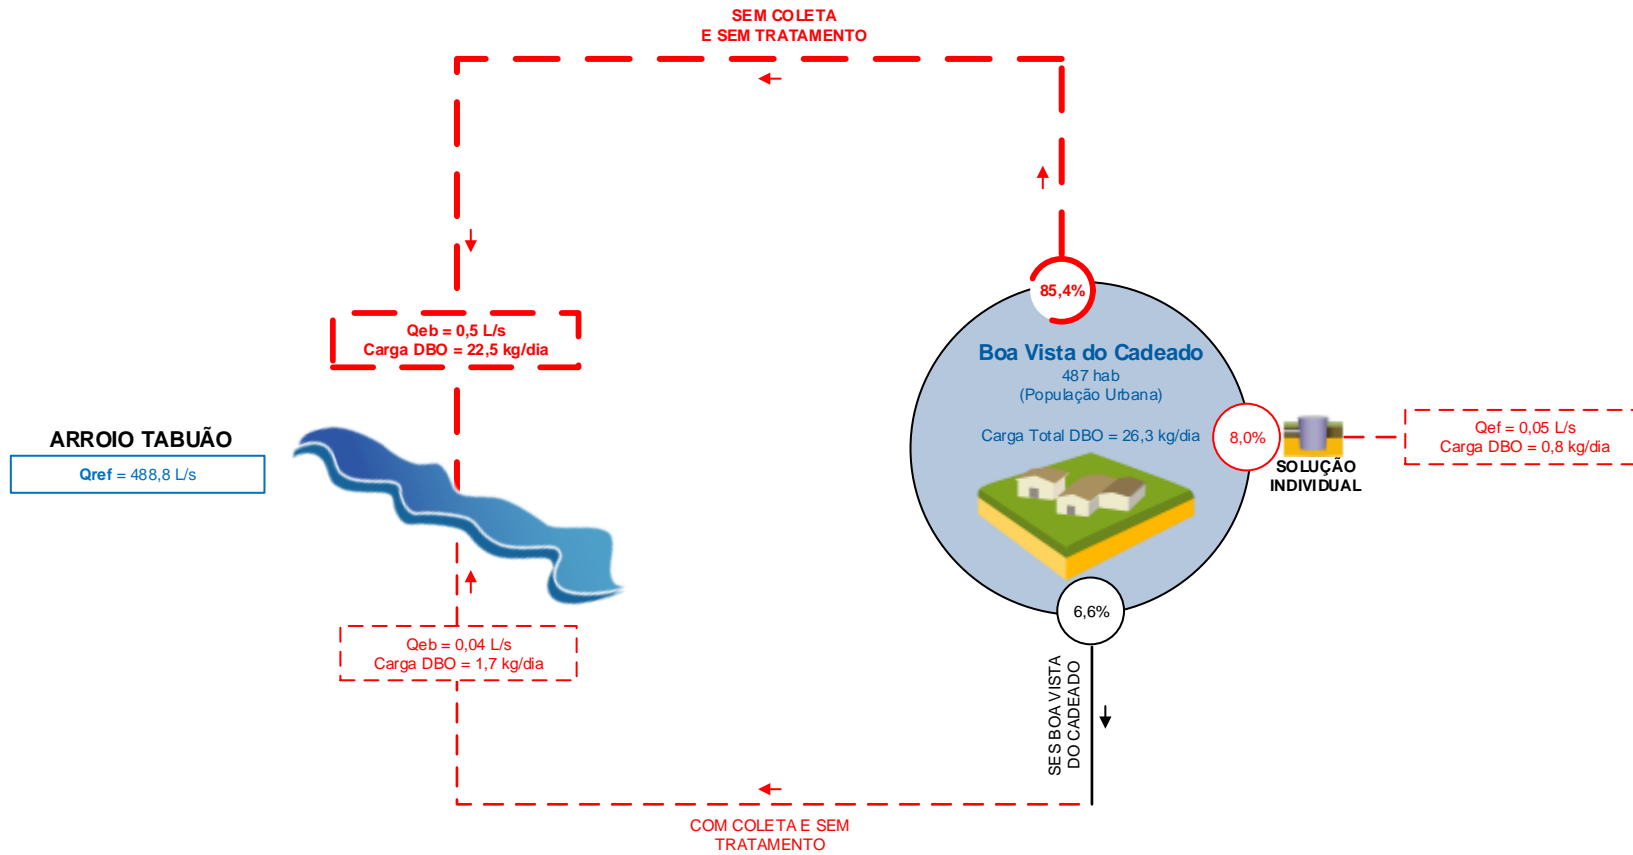 SEM COLETA
E SEM TRATAMENTO
85,4%
Qeb = 0,5 L/s
Carga DBO = 22,5 kg/dia
Boa Vista do Cadeado
487 hab
(População Urbana)
Carga Total DBO = 26,3 kg/dia
8,0%
SOLUÇÃO
INDIVIDUAL
Qef = 0,05 L/s
Carga DBO = 0,8 kg/dia
ARROIO TABUÃO
Qref = 488,8 L/s
6,6%
Qeb = 0,04 L/s
Carga DBO = 1,7 kg/dia
SES BOA VISTA
DO CADEADO
COM COLETA E SEM
TRATAMENTO